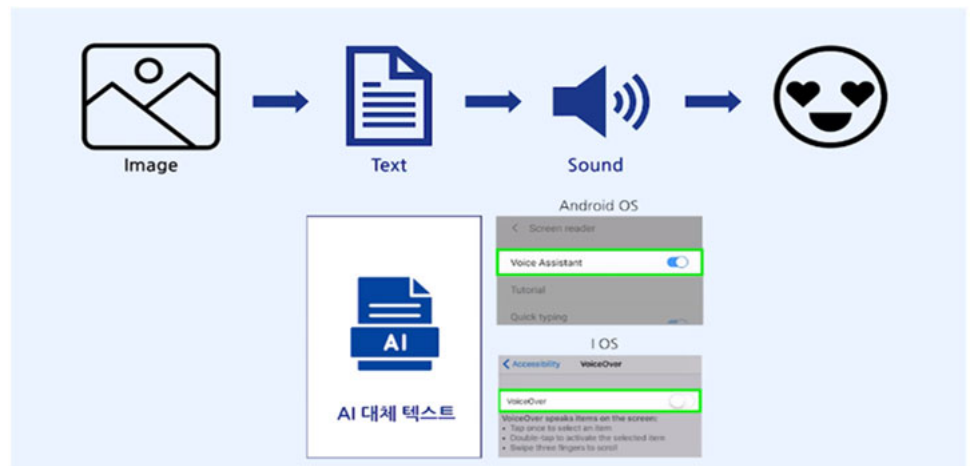 Image
Text
Sound
Android OS
Screen reader
Voice Assistant
Tutorial
Quick typing
AI
AI 대체 텍스트
I OS
Accessibility VoiceOver
VoiceOver
VoiceOver speaks items on the screen:
• Tap once to select an item
• Double-tap to activate the selected item
• Swipe three fingers to scroll